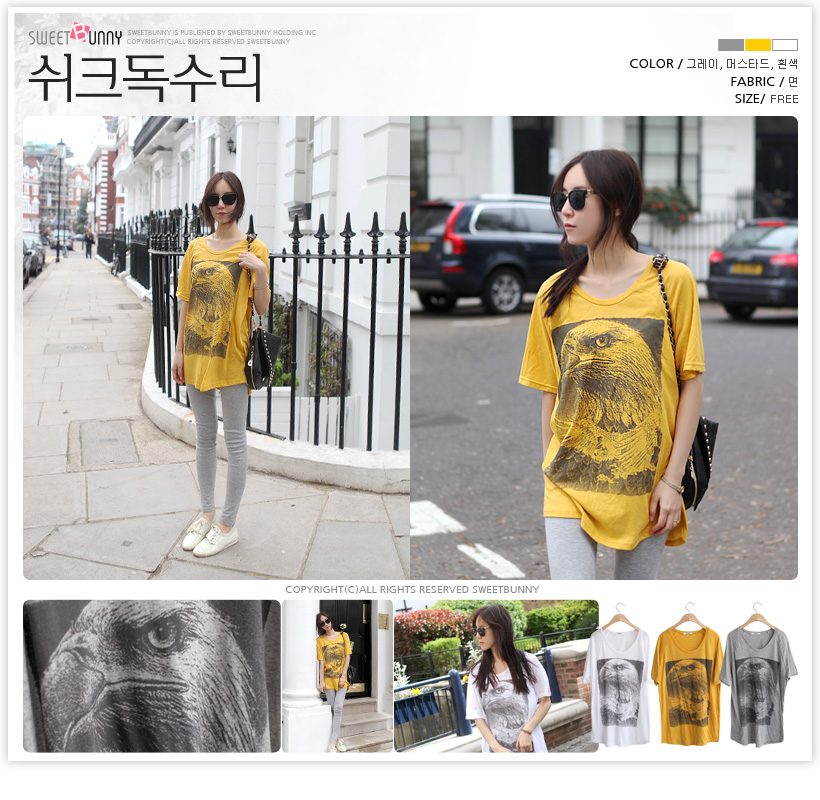 SWEETBUNNY
SWEETBUNNY IS PUBLISHED BY SWEETBUNNY HOLDING INC
COPYRIGHT(C)ALL RIGHTS RESERVED SWEETBUNNY
쉬크독수리
COLOR / 그레이, 머스타드, 흰색
FABRIC / 면
SIZE/ FREE
COPYRIGHT(C)ALL RIGHTS RESERVED SWEETBUNNY